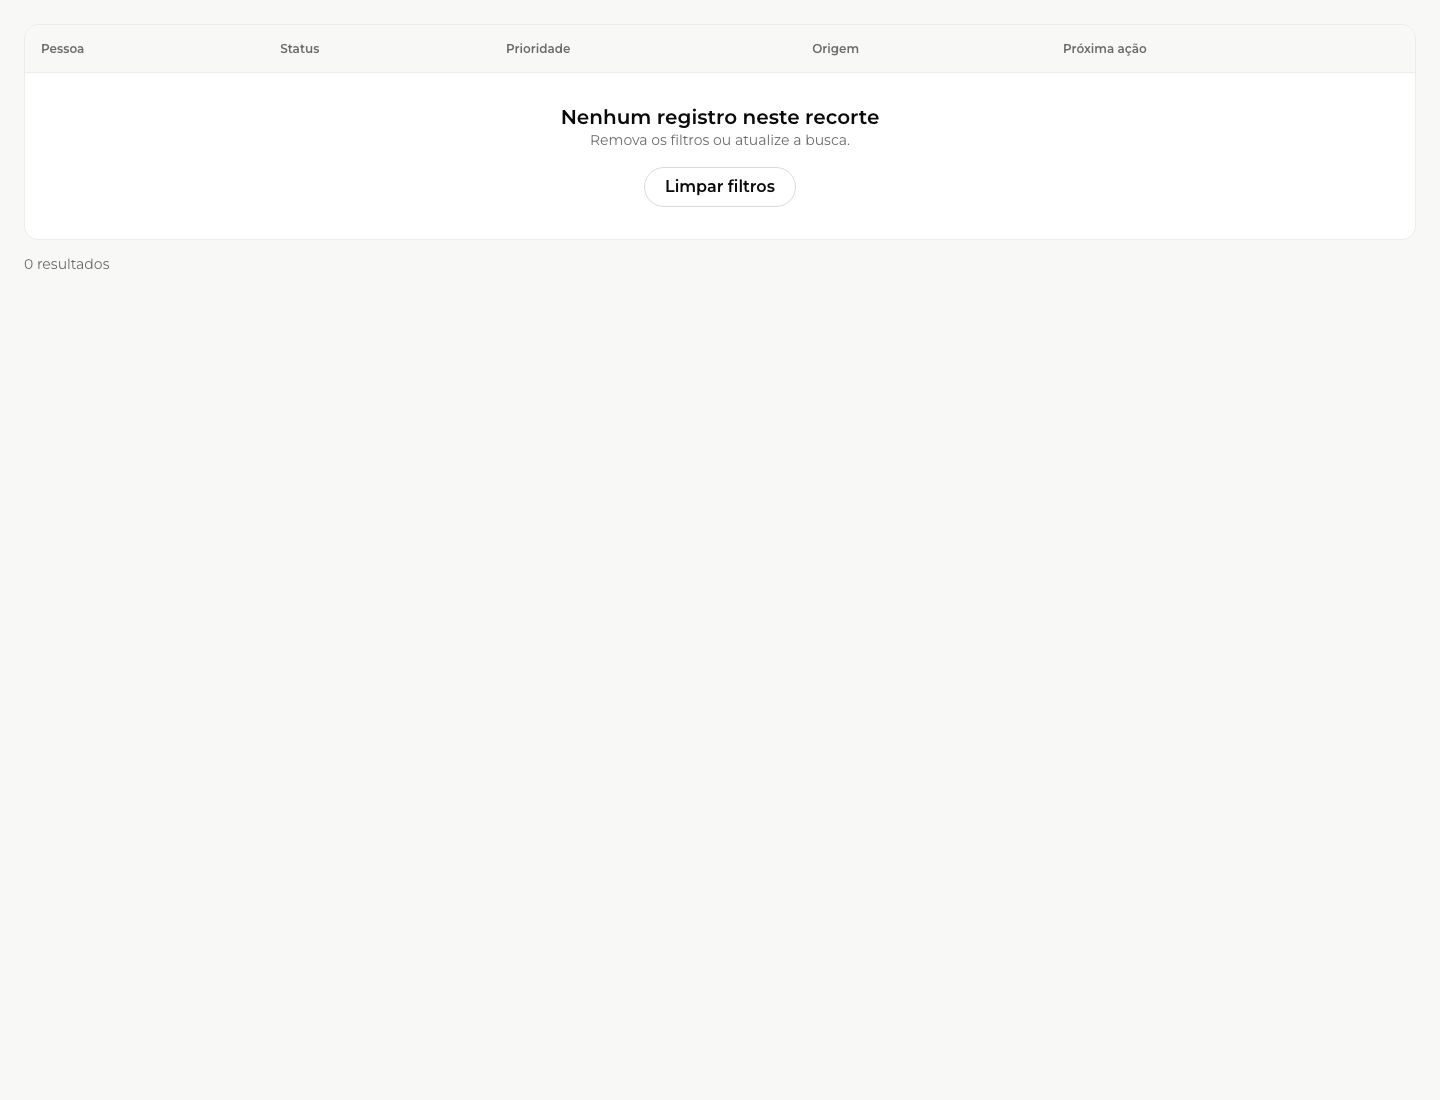 Pessoa Status Prioridade Origem Próxima ação
Nenhum registro neste recorte
Remova os filtros ou atualize a busca.
Limpar filtros
0 resultados